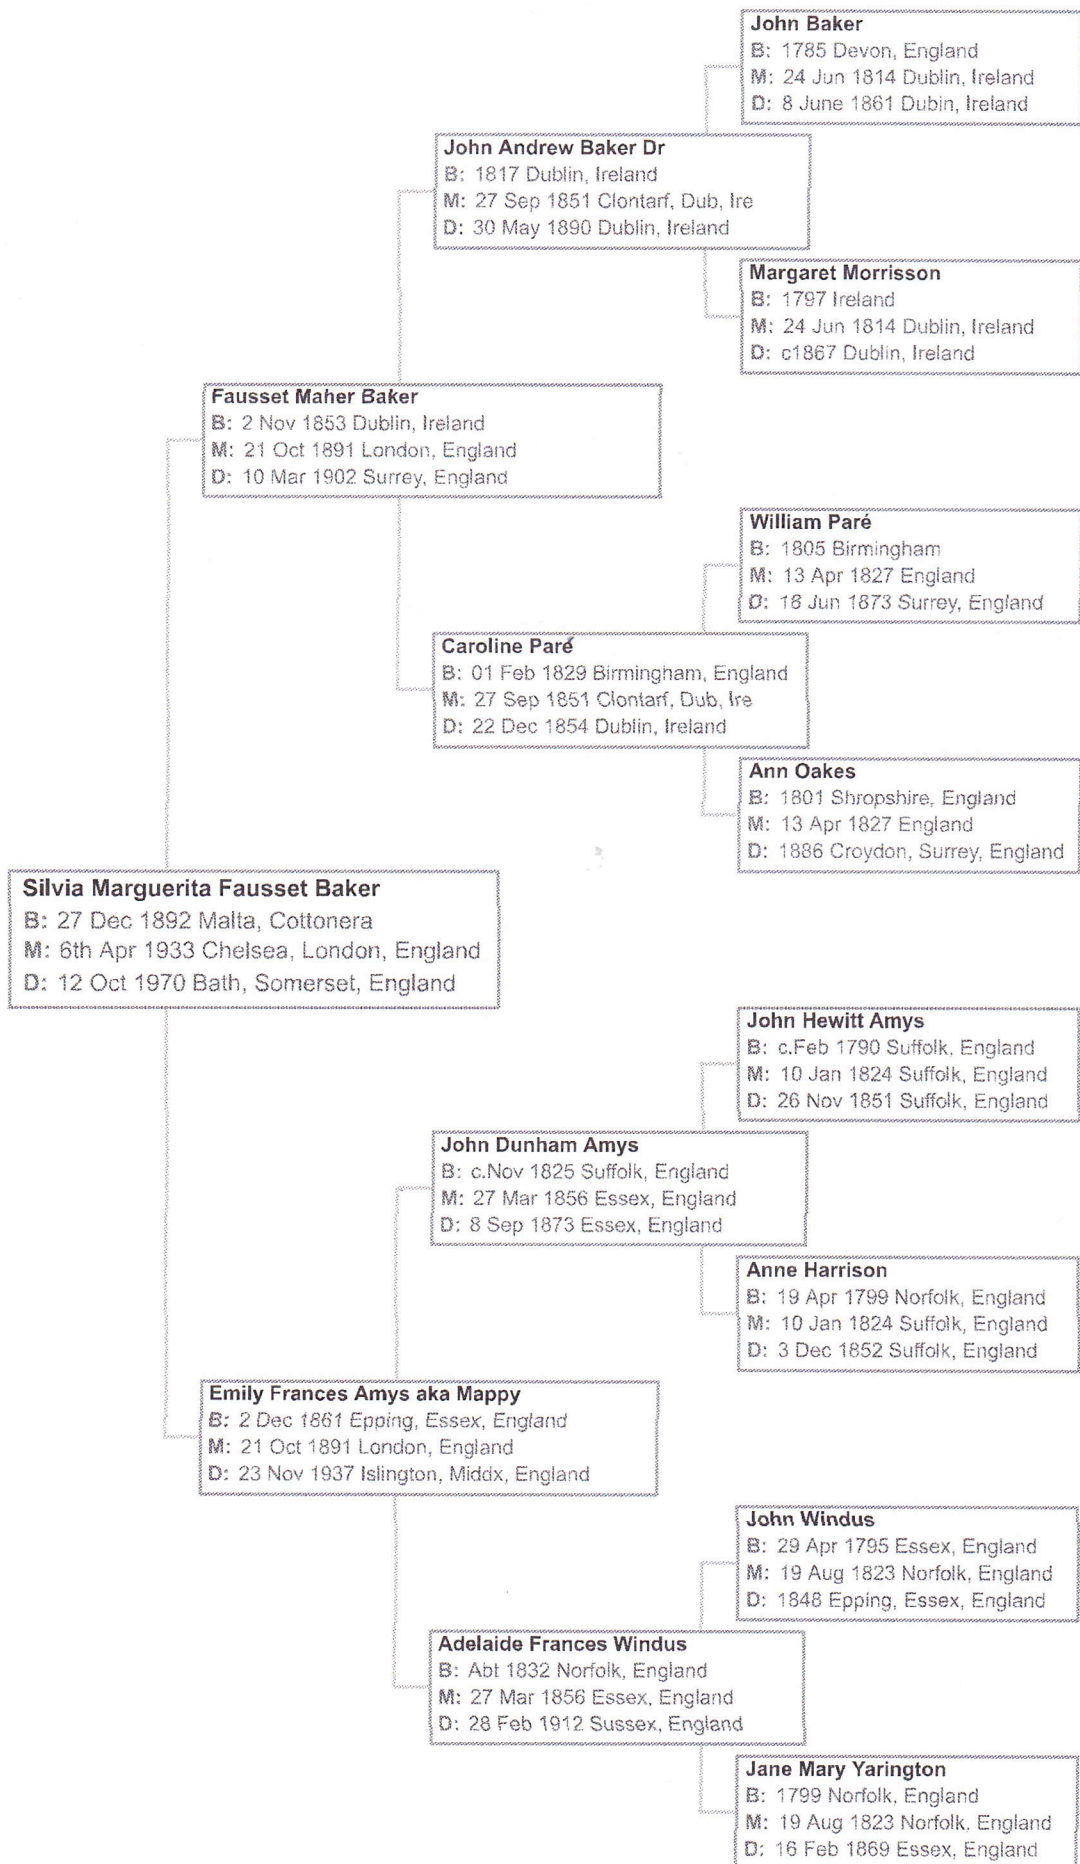 John Baker
B: 1785 Devon, England
M: 24 Jun 1814 Dublin, Ireland
D: 8 June 1861 Dubin, Ireland
John Andrew Baker Dr
B: 1817 Dublin, Ireland
M: 27 Sep 1851 Clontarf, Dub, Ire
D: 30 May 1890 Dublin, Ireland
Margaret Morrisson
B: 1797 Ireland
M: 24 Jun 1814 Dublin, Ireland
D: c1867 Dublin, Ireland
Fausset Maher Baker
B: 2 Nov 1853 Dublin, Ireland
M: 21 Oct 1891 London, England
D: 10 Mar 1902 Surrey, England
William Paré
B: 1805 Birmingham
M: 13 Apr 1827 England
D: 18 Jun 1873 Surrey, England
Caroline Paré
B: 01 Feb 1829 Birmingham, England
M: 27 Sep 1851 Clontarf, Dub, Ire
D: 22 Dec 1854 Dublin, Ireland
Ann Oakes
B: 1801 Shropshire, England
M: 13 Apr 1827 England
D: 1886 Croydon, Surrey, England
Silvia Marguerita Fausset Baker
B: 27 Dec 1892 Malta, Cottonera
M: 6th Apr 1933 Chelsea, London, England
D: 12 Oct 1970 Bath, Somerset, England
John Hewitt Amys
B: c.Feb 1790 Suffolk, England
M: 10 Jan 1824 Suffolk, England
D: 26 Nov 1851 Suffolk, England
John Dunham Amys
B: c.Nov 1825 Suffolk, England
M: 27 Mar 1856 Essex, England
D: 8 Sep 1873 Essex, England
Anne Harrison
B: 19 Apr 1799 Norfolk, England
M: 10 Jan 1824 Suffolk, England
D: 3 Dec 1852 Suffolk, England
Emily Frances Amys aka Mappy
B: 2 Dec 1861 Epping, Essex, England
M: 21 Oct 1891 London, England
D: 23 Nov 1937 Islington, Middx, England
John Windus
B: 29 Apr 1795 Essex, England
M: 19 Aug 1823 Norfolk, England
D: 1848 Epping, Essex, England
Adelaide Frances Windus
B: Abt 1832 Norfolk, England
M: 27 Mar 1856 Essex, England
D: 28 Feb 1912 Sussex, England
Jane Mary Yarington
B: 1799 Norfolk, England
M: 19 Aug 1823 Norfolk, England
D: 16 Feb 1869 Essex, England